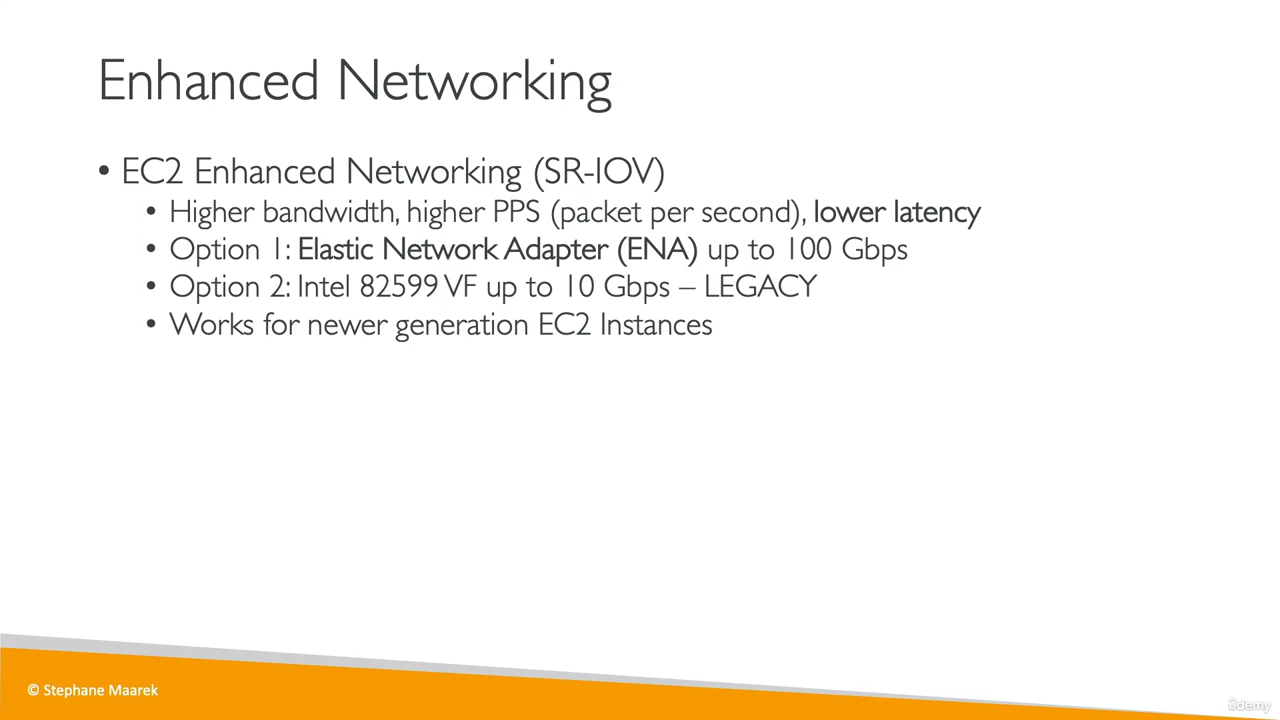 Enhanced Networking
• EC2 Enhanced Networking (SR-IOV)
• Higher bandwidth, higher PPS (packet per second), lower latency
• Option 1: Elastic Network Adapter (ENA) up to 100 Gbps
• Option 2: Intel 82599 VF up to 10 Gbps – LEGACY
• Works for newer generation EC2 Instances
© Stephane Maarek
ûdemy